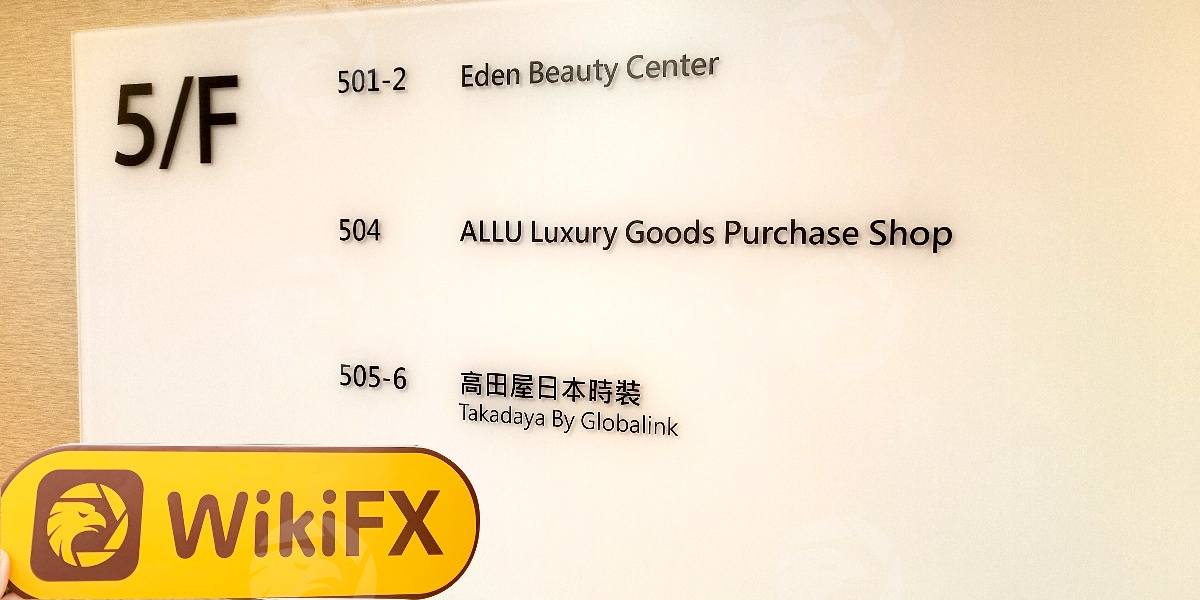 5/F
501-2 Eden Beauty Center
504 ALLU Luxury Goods Purchase Shop
505-6 高田屋日本時裝
Takadaya By Globalink
WikiFX